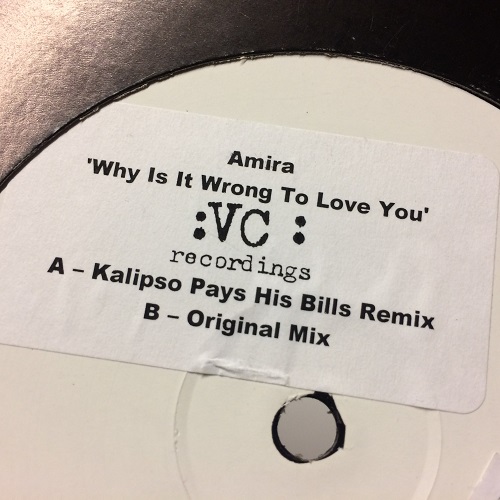 Amira
'Why Is It Wrong To Love You'
:VC :
recordings
A – Kalipso Pays His Bills Remix
B – Original Mix